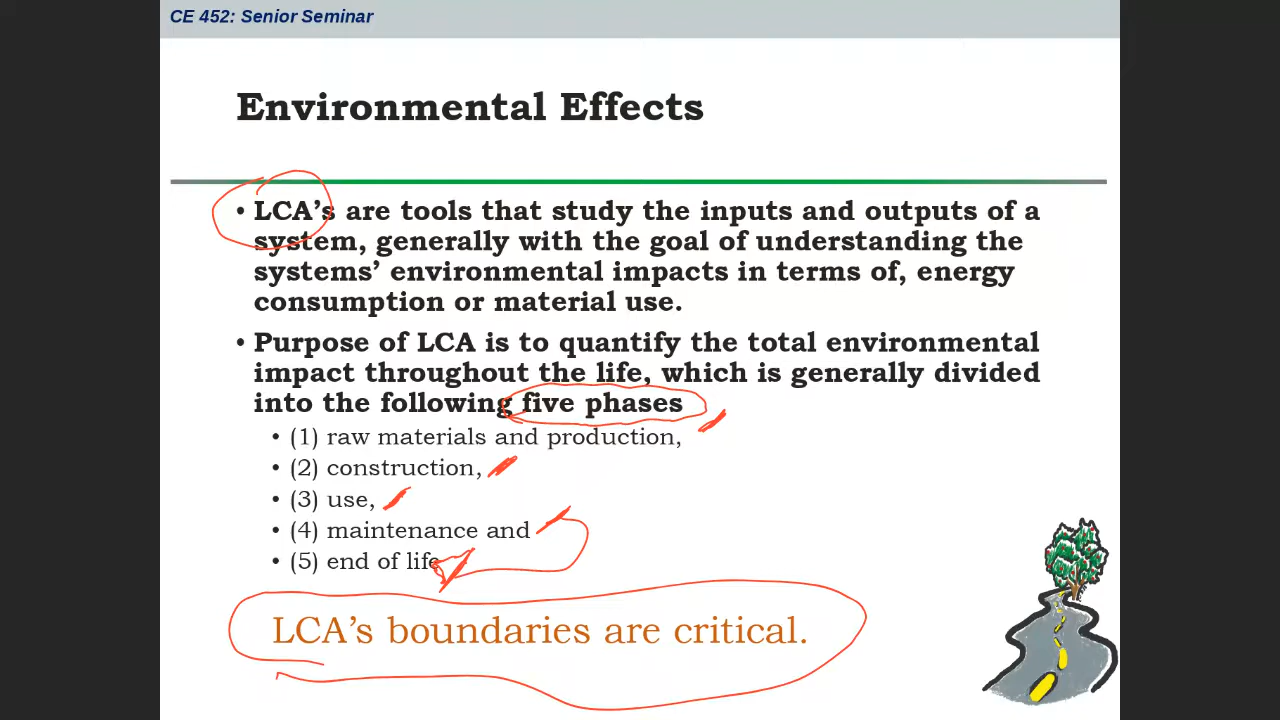 CE 452: Senior Seminar
Environmental Effects
• LCA’s are tools that study the inputs and outputs of a
system, generally with the goal of understanding the
systems’ environmental impacts in terms of, energy
consumption or material use.
• Purpose of LCA is to quantify the total environmental
impact throughout the life, which is generally divided
into the following five phases
• (1) raw materials and production,
• (2) construction,
• (3) use,
• (4) maintenance and
• (5) end of life
LCA’s boundaries are critical.